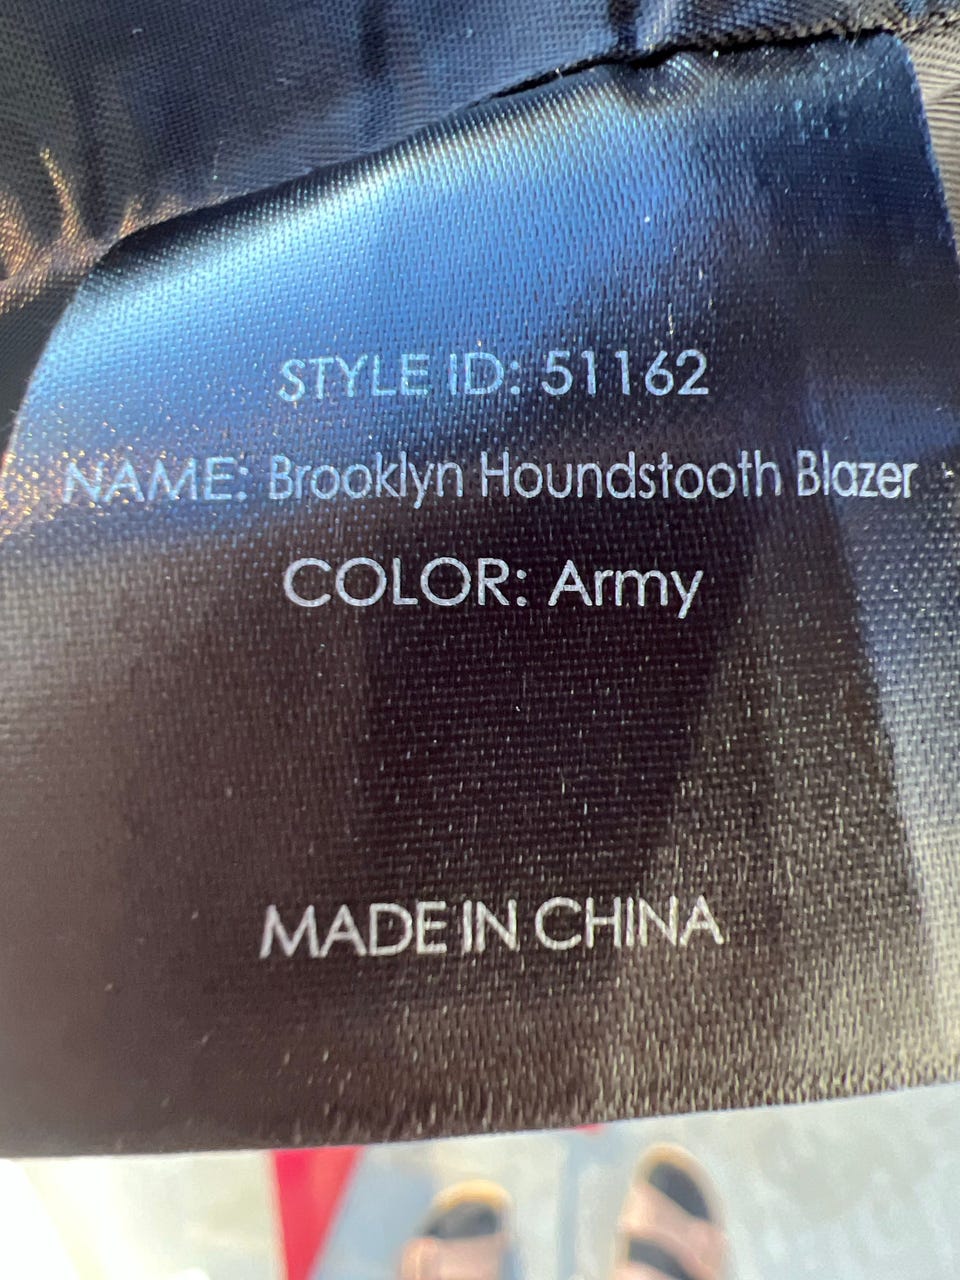 STYLE ID: 51162
NAME: Brooklyn Houndstooth Blazer
COLOR: Army
MADE IN CHINA